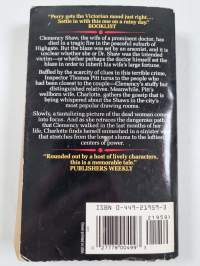 "Perry gets the Victorian mood just right....
Settle in with this one on a rainy day"
BOOKLIST
Clemency Shaw, the wife of a prominent doctor, has
died in a tragic fire in the peaceful suburb of
Highgate. But the blaze was set by an arsonist, and it is
unclear whether she or Dr. Shaw was the intended
victim—or whether perhaps the doctor himself set the
blaze in order to inherit his wife's large fortune.
Baffled by the scarcity of clues in this terrible crime,
Inspector Thomas Pitt turns to the people who had
been closest to the couple—Clemency's stuffy but
distinguished relatives. Meanwhile, Pitt's
wellborn wife, Charlotte, gathers the gossip that is
being whispered about the Shaws in the city's
most popular drawing rooms.
Slowly, a tantalizing picture of the dead woman comes
into focus. And as she retraces the dangerous path
that Clemency walked in the last months of her
life, Charlotte finds herself enmeshed in a sinister web
that stretches from the lowest slums to the loftiest
centers of power.
"Rounded out by a host of lively characters,
this is a memorable tale."
PUBLISHERS WEEKLY
ISBN 0-449-21959-3
21959